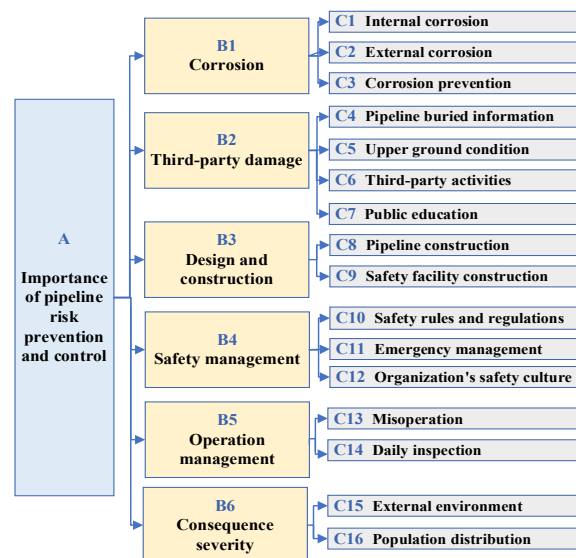 A
Importance
of pipeline
risk
prevention
and control
B1
Corrosion
C1 Internal corrosion
C2 External corrosion
C3 Corrosion prevention
B2
Third-party damage
C4 Pipeline buried information
C5 Upper ground condition
C6 Third-party activities
C7 Public education
B3
Design and
construction
C8 Pipeline construction
C9 Safety facility construction
B4
Safety management
C10 Safety rules and regulations
C11 Emergency management
C12 Organization's safety culture
B5
Operation
management
C13 Misoperation
C14 Daily inspection
B6
Consequence
severity
C15 External environment
C16 Population distribution